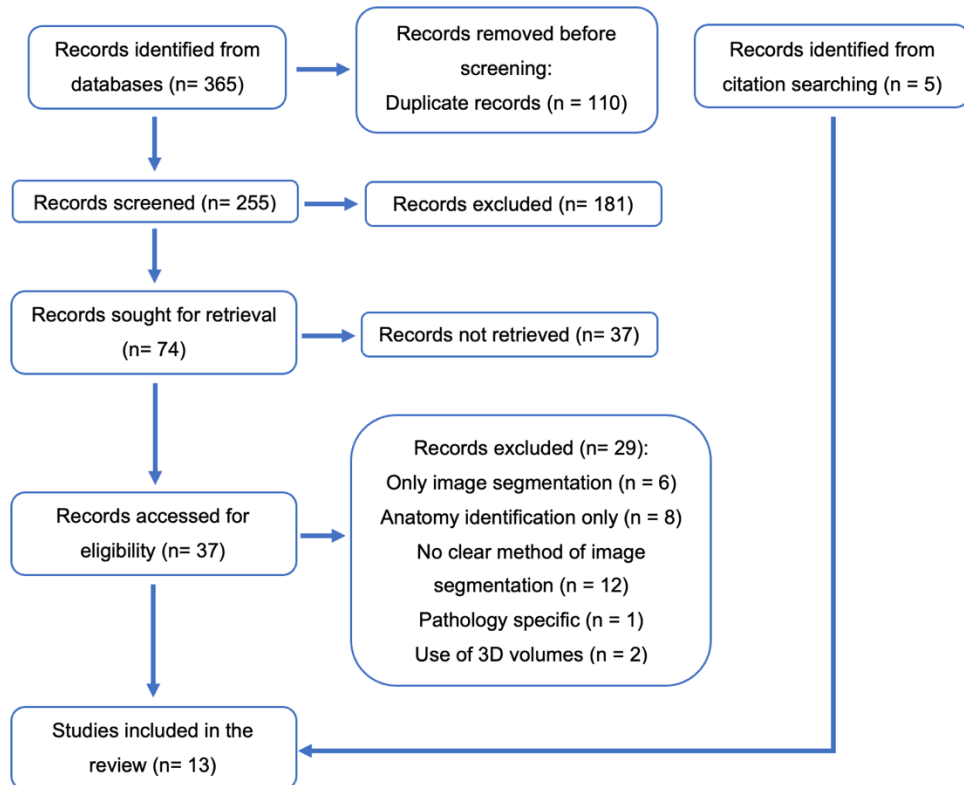 Records identified from
databases (n= 365)
Records removed before
screening:
Duplicate records (n = 110)
Records identified from
citation searching (n = 5)
Records screened (n= 255)
Records excluded (n = 181)
Records sought for retrieval
(n= 74)
Records not retrieved (n = 37)
Records accessed for
eligibility (n = 37)
Records excluded (n= 29):
Only image segmentation (n = 6)
Anatomy identification only (n = 8)
No clear method of image
segmentation (n = 12)
Pathology specific (n = 1)
Use of 3D volumes (n = 2)
Studies included in the
review (n= 13)